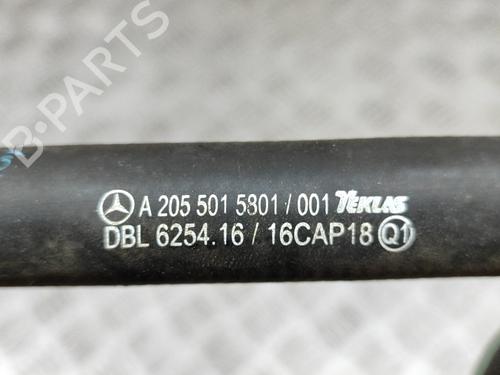 B-PARTS
A 205 501 5801 / 001 TEKLAS
DBL 6254.16 / 16CAP18 Q1